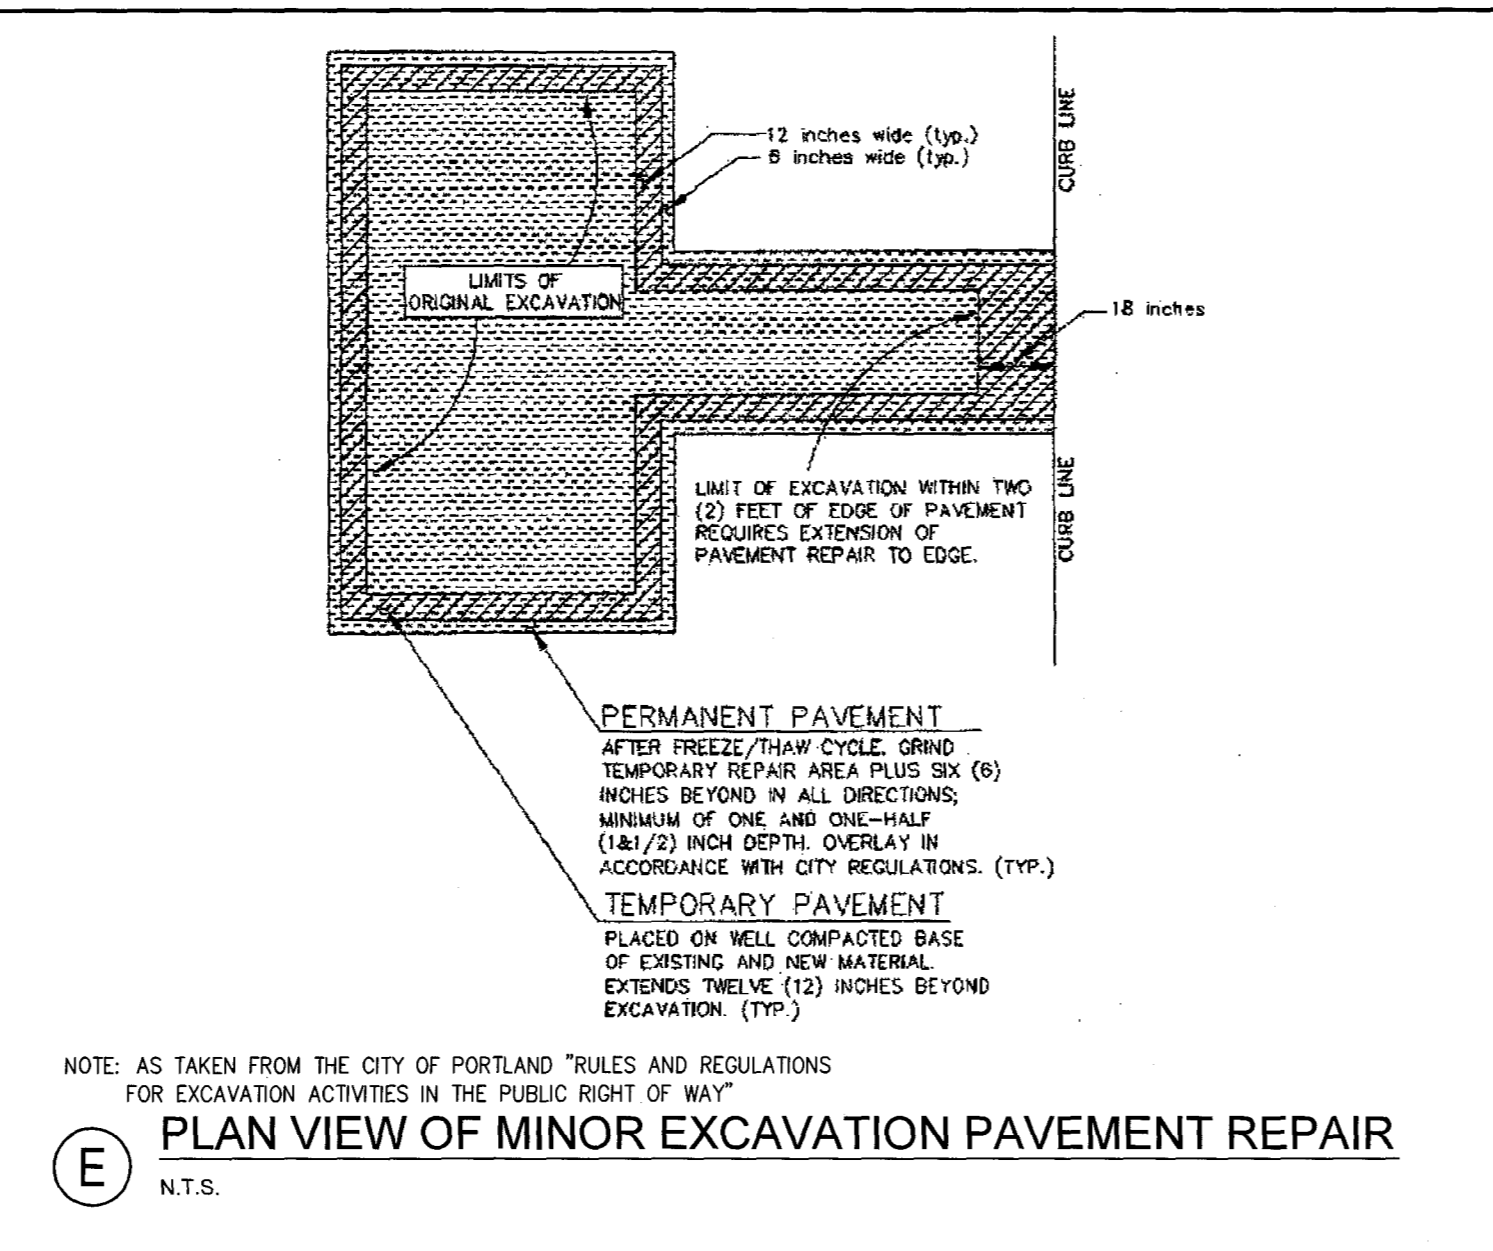 12 inches wide (typ.)
6 inches wide (typ.)
CURB LINE
LIMITS OF
ORIGINAL EXCAVATION
18 inches
LIMIT OF EXCAVATION WITHIN TWO
(2) FEET OF EDGE OF PAVEMENT
REQUIRES EXTENSION OF
PAVEMENT REPAIR TO EDGE.
CURB LINE
PERMANENT PAVEMENT
AFTER FREEZE/THAW CYCLE. GRIND
TEMPORARY REPAIR AREA PLUS SIX (6)
INCHES BEYOND IN ALL DIRECTIONS;
MINIMUM OF ONE AND ONE-HALF
(1&1/2) INCH DEPTH. OVERLAY IN
ACCORDANCE WITH CITY REGULATIONS. (TYP.)
TEMPORARY PAVEMENT
PLACED ON WELL COMPACTED BASE
OF EXISTING AND NEW MATERIAL.
EXTENDS TWELVE (12) INCHES BEYOND
EXCAVATION. (TYP.)
NOTE: AS TAKEN FROM THE CITY OF PORTLAND "RULES AND REGULATIONS
FOR EXCAVATION ACTIVITIES IN THE PUBLIC RIGHT OF WAY"
E
PLAN VIEW OF MINOR EXCAVATION PAVEMENT REPAIR
N.T.S.